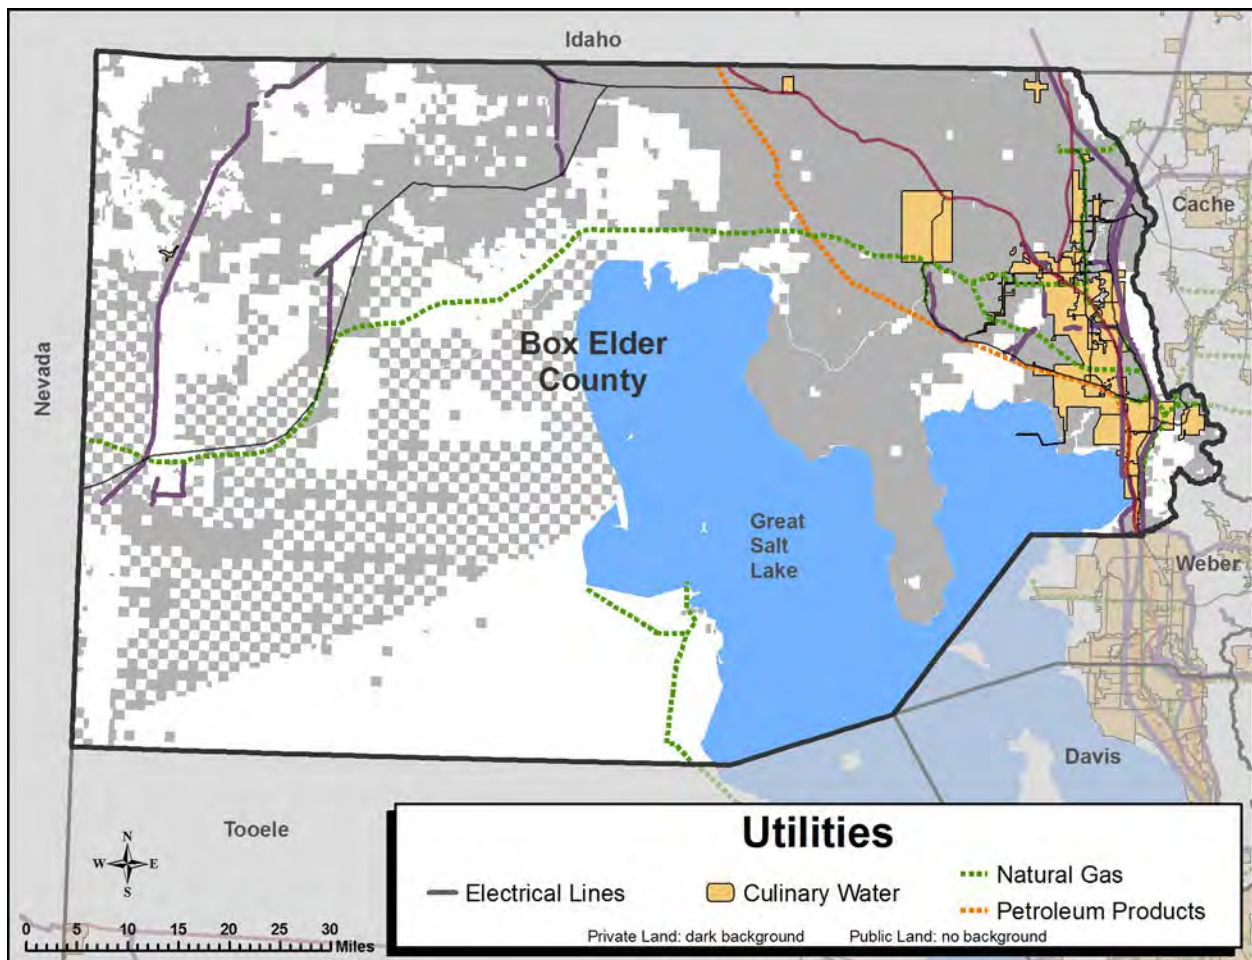 Idaho
Cache
Nevada
Box Elder
County
Great
Salt
Lake
Weber
Davis
Tooele
N
W E
S
0 5 10 15 20 25 30
Miles
Utilities
Electrical Lines
Culinary Water
Natural Gas
Petroleum Products
Private Land: dark background
Public Land: no background